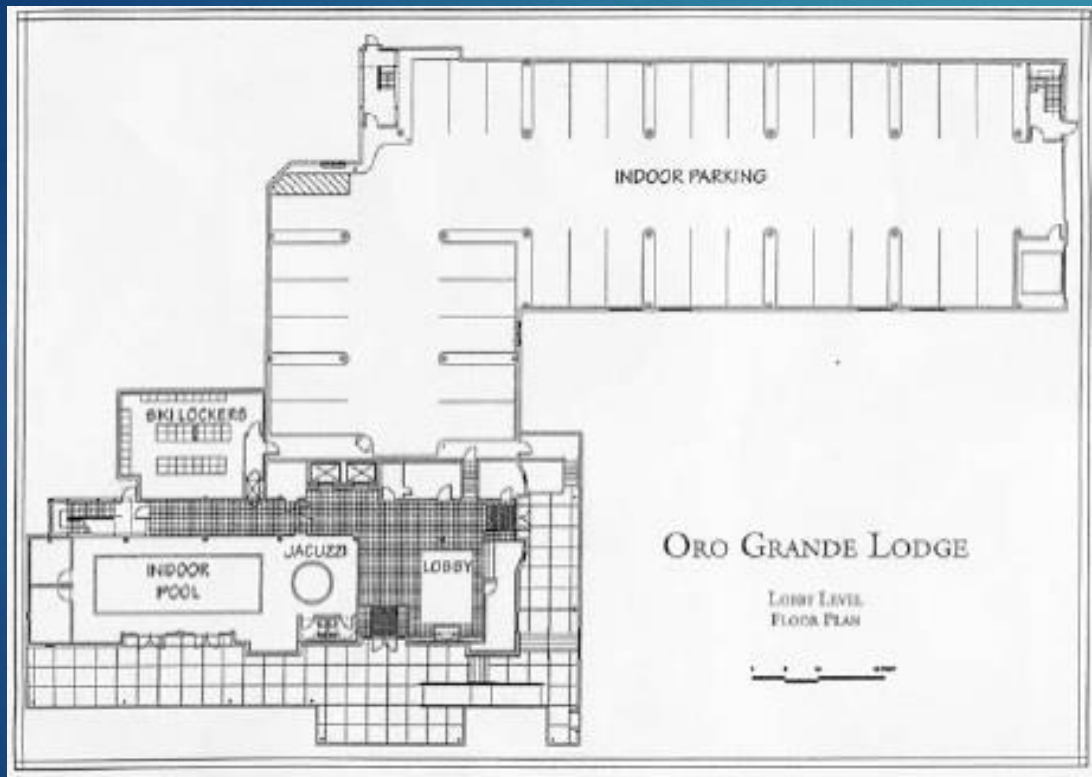 INDOOR PARKING
SKI LOCKERS
JACUZZI
INDOOR
POOL
LOBBY
ORO GRANDE LODGE
LOBBY LEVEL
FLOOR PLAN